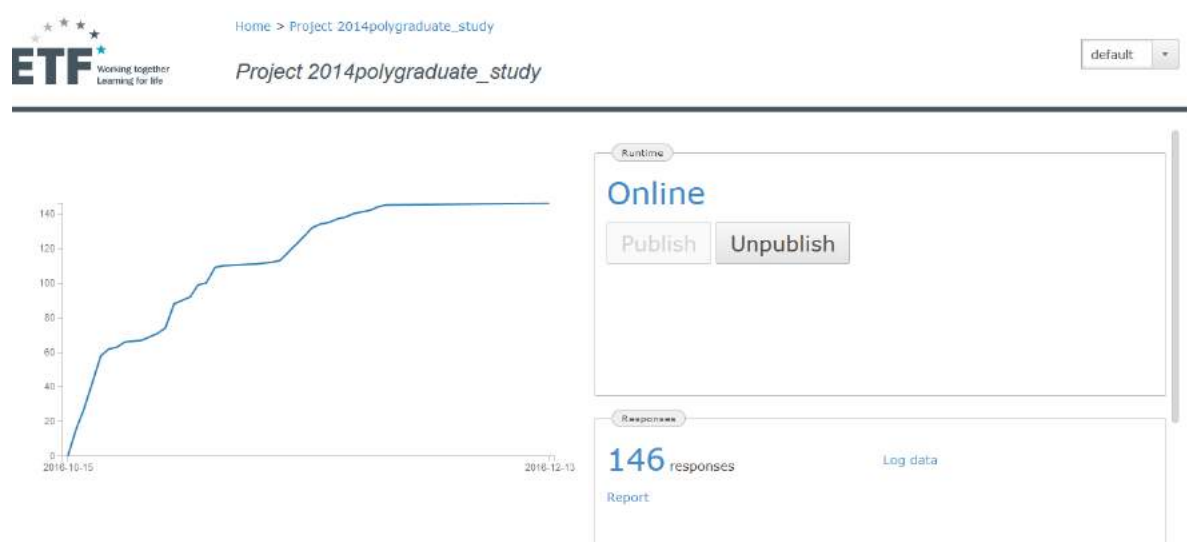 Home > Project 2014polygraduate_study
ETF
Working together
Learning for life
Project 2014polygraduate_study
default
Runtime
Online
Publish
Unpublish
140
120
100
80
60
40
20
0
2016-10-15
2016-12-13
Responses
146 responses
Log data
Report